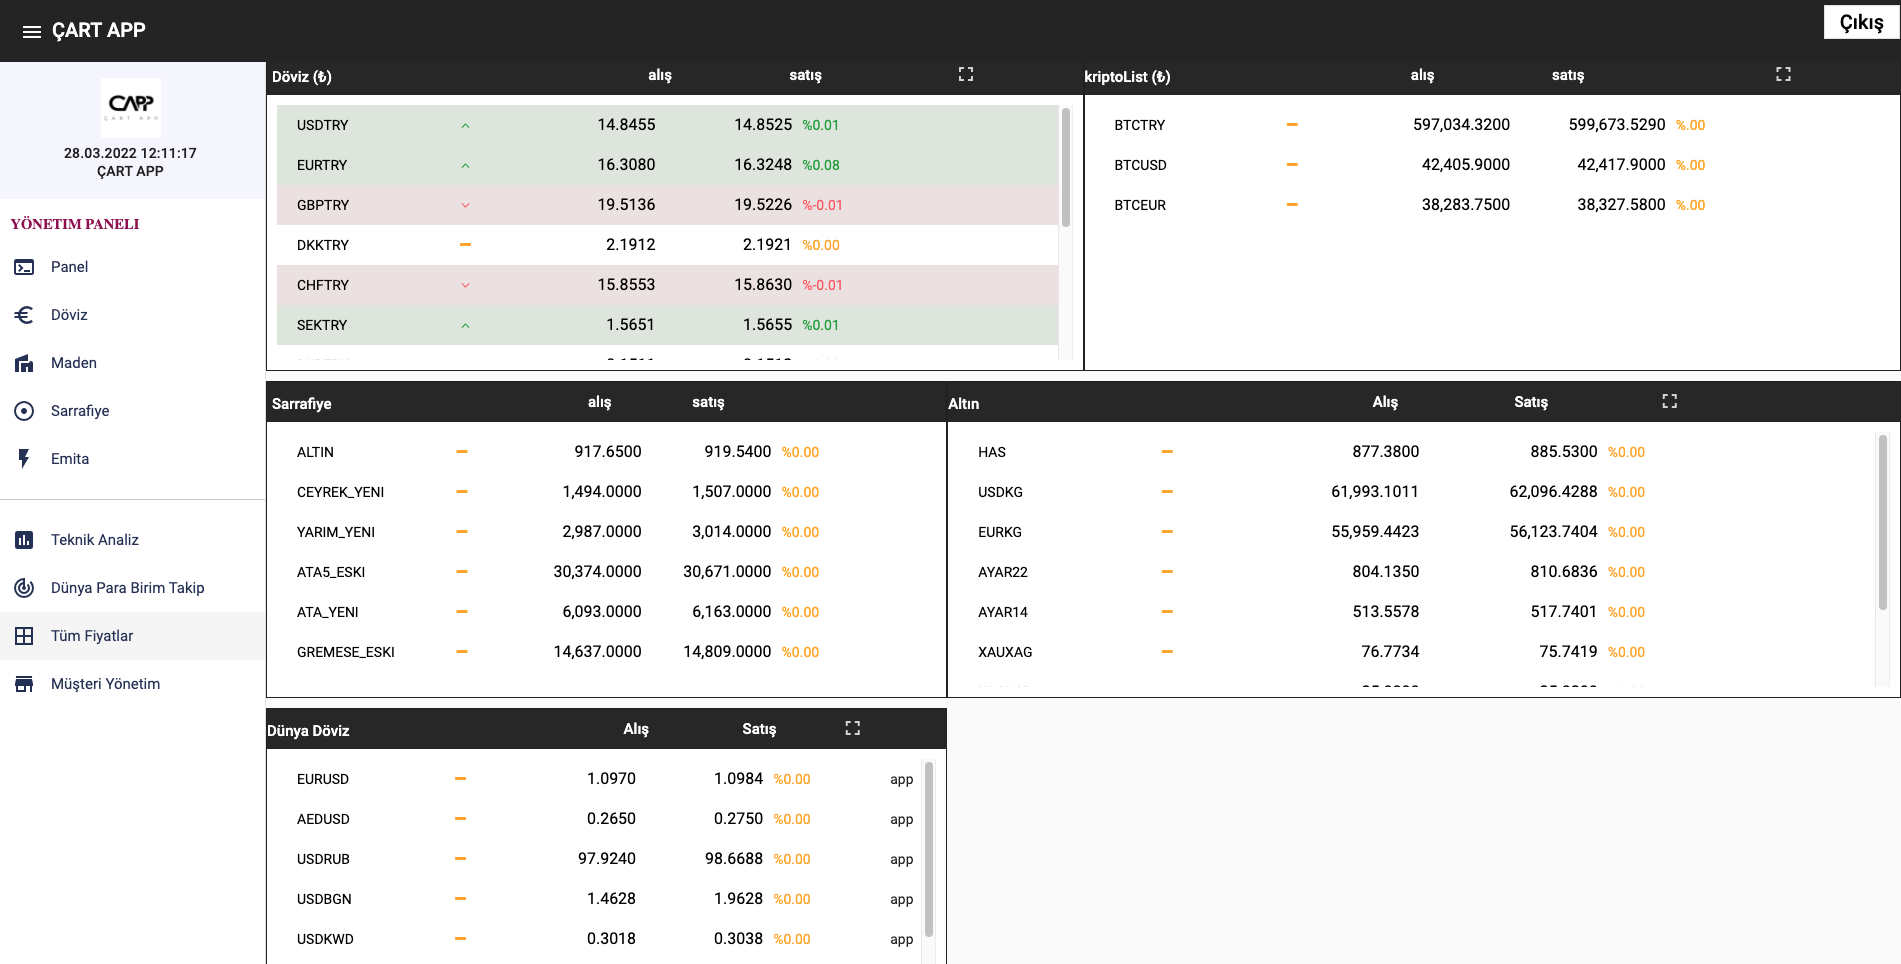 ÇART APP
Çıkış
CAPP
ÇART APP
28.03.2022 12:11:17
ÇART APP
YÖNETIM PANELI
Panel
Döviz
Maden
Sarrafiye
Emita
Teknik Analiz
Dünya Para Birim Takip
Tüm Fiyatlar
Müşteri Yönetim
Döviz (₺) alış satış
USDTRY 14.8455 14.8525 %0.01
EURTRY 16.3080 16.3248 %0.08
GBPTRY 19.5136 19.5226 %-0.01
DKKTRY 2.1912 2.1921 %0.00
CHFTRY 15.8553 15.8630 %-0.01
SEKTRY 1.5651 1.5655 %0.01
kriptoList (₺) alış satış
BTCTRY 597,034.3200 599,673.5290 %.00
BTCUSD 42,405.9000 42,417.9000 %.00
BTCEUR 38,283.7500 38,327.5800 %.00
Sarrafiye alış satış
ALTIN 917.6500 919.5400 %0.00
CEYREK_YENI 1,494.0000 1,507.0000 %0.00
YARIM_YENI 2,987.0000 3,014.0000 %0.00
ATA5_ESKI 30,374.0000 30,671.0000 %0.00
ATA_YENI 6,093.0000 6,163.0000 %0.00
GREMESE_ESKI 14,637.0000 14,809.0000 %0.00
Altın Alış Satış
HAS 877.3800 885.5300 %0.00
USDKG 61,993.1011 62,096.4288 %0.00
EURKG 55,959.4423 56,123.7404 %0.00
AYAR22 804.1350 810.6836 %0.00
AYAR14 513.5578 517.7401 %0.00
XAUXAG 76.7734 75.7419 %0.00
Dünya Döviz Alış Satış
EURUSD 1.0970 1.0984 %0.00 app
AEDUSD 0.2650 0.2750 %0.00 app
USDRUB 97.9240 98.6688 %0.00 app
USDBGN 1.4628 1.9628 %0.00 app
USDKWD 0.3018 0.3038 %0.00 app